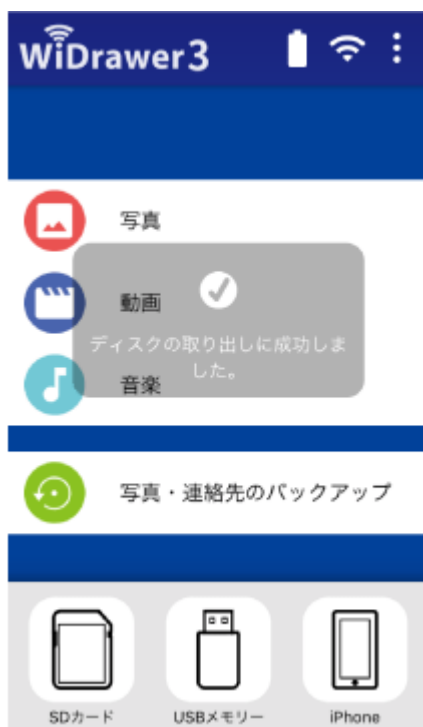 WiDrawer3
写真
動画
ディスクの取り出しに成功しま
した。
音楽
写真・連絡先のバックアップ
SDカード
USBメモリー
iPhone